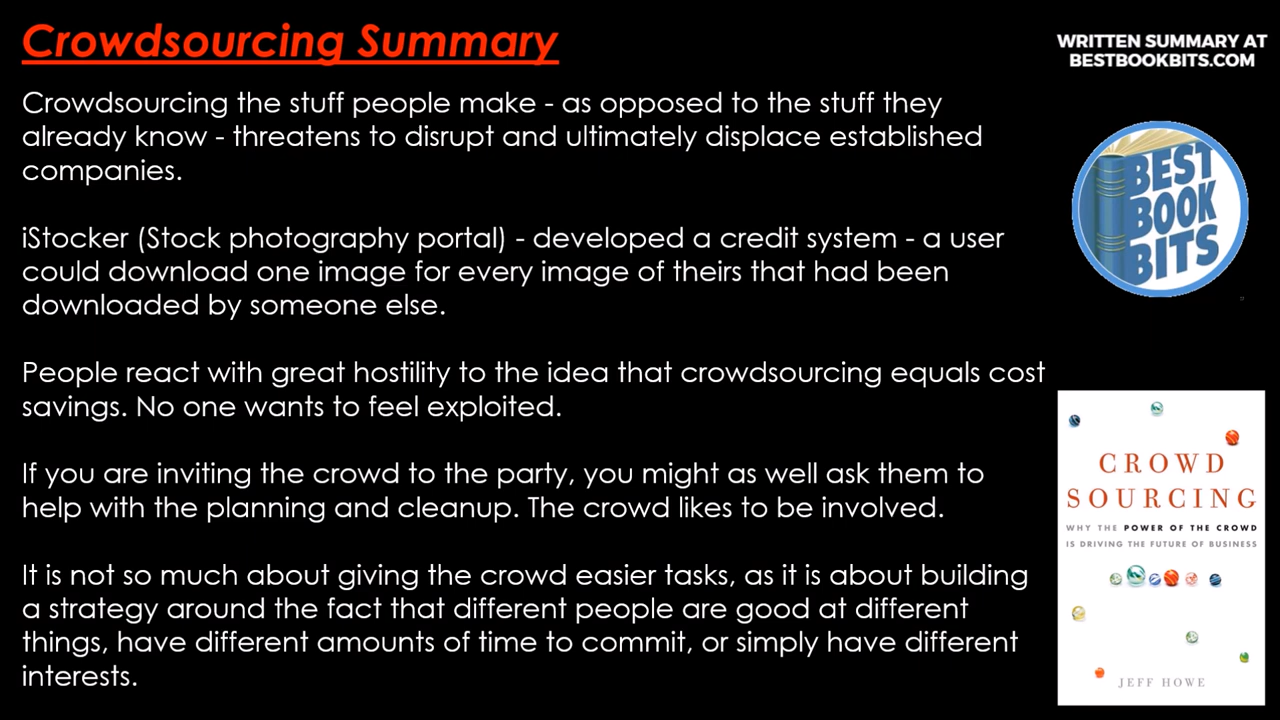 Crowdsourcing Summary
WRITTEN SUMMARY AT
BESTBOOKBITS.COM
Crowdsourcing the stuff people make - as opposed to the stuff they
already know - threatens to disrupt and ultimately displace established
companies.
iStocker (Stock photography portal) - developed a credit system - a user
could download one image for every image of theirs that had been
downloaded by someone else.
People react with great hostility to the idea that crowdsourcing equals cost
savings. No one wants to feel exploited.
If you are inviting the crowd to the party, you might as well ask them to
help with the planning and cleanup. The crowd likes to be involved.
It is not so much about giving the crowd easier tasks, as it is about building
a strategy around the fact that different people are good at different
things, have different amounts of time to commit, or simply have different
interests.
BEST
BOOK
BITS
CROWD
SOURCING
WHY THE POWER OF THE CROWD
IS DRIVING THE FUTURE OF BUSINESS
JEFF HOWE